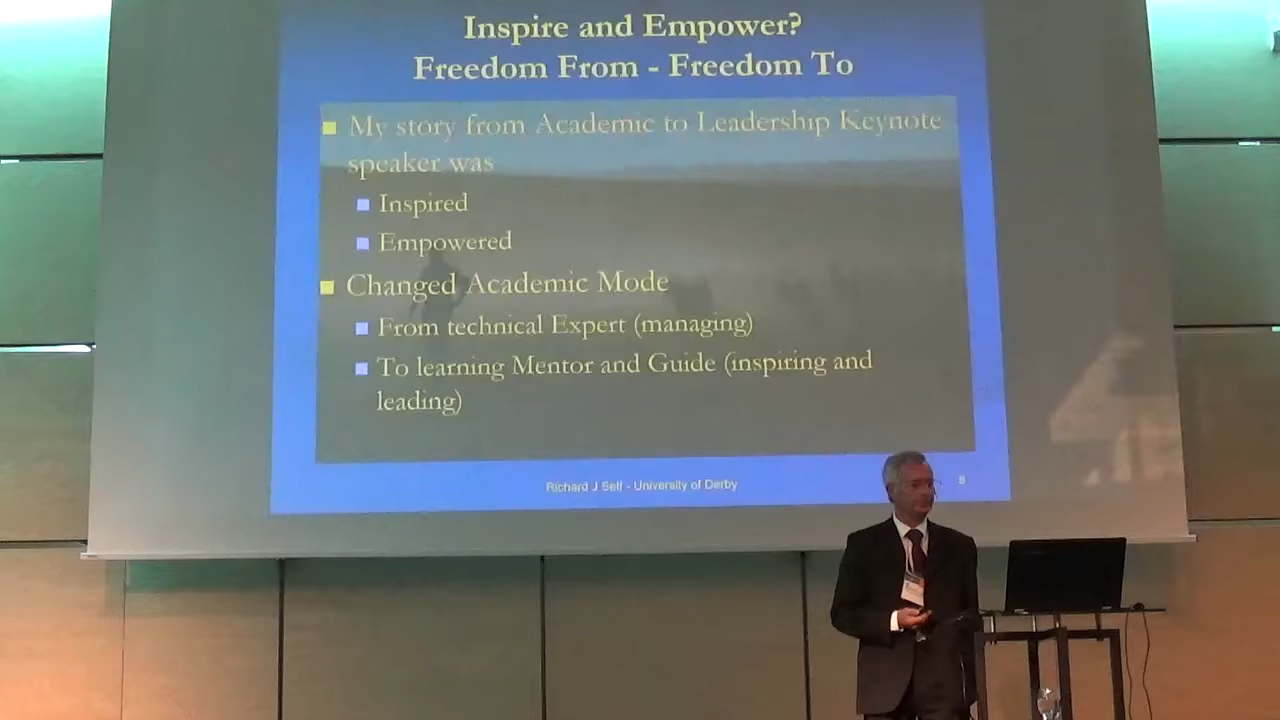 Inspire and Empower?
Freedom From - Freedom To
My story from Academic to Leadership Keynote
speaker was
Inspired
Empowered
Changed Academic Mode
From technical Expert (managing)
To learning Mentor and Guide (inspiring and
leading)
Richard J Self - University of Derby
8